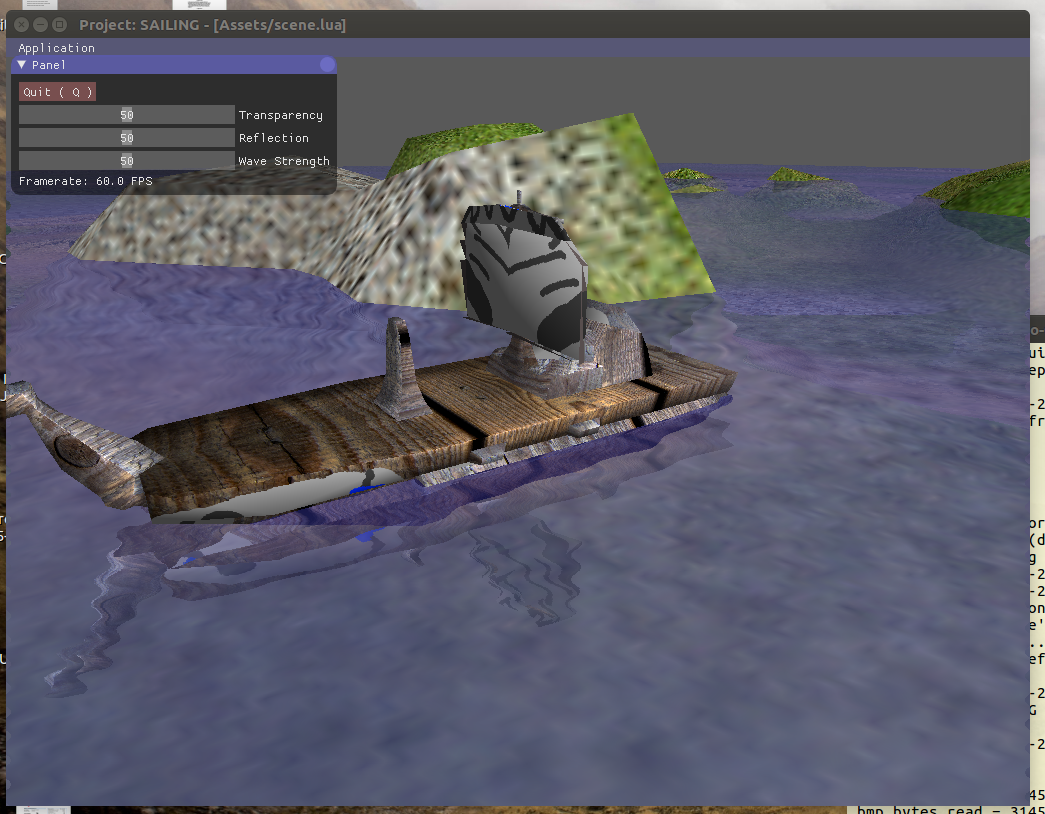 Project: SAILING - [Assets/scene.lua]
Application
Panel
Quit ( Q )
50 Transparency
50 Reflection
50 Wave Strength
Framerate: 60.0 FPS
bmp bytes read - 3145